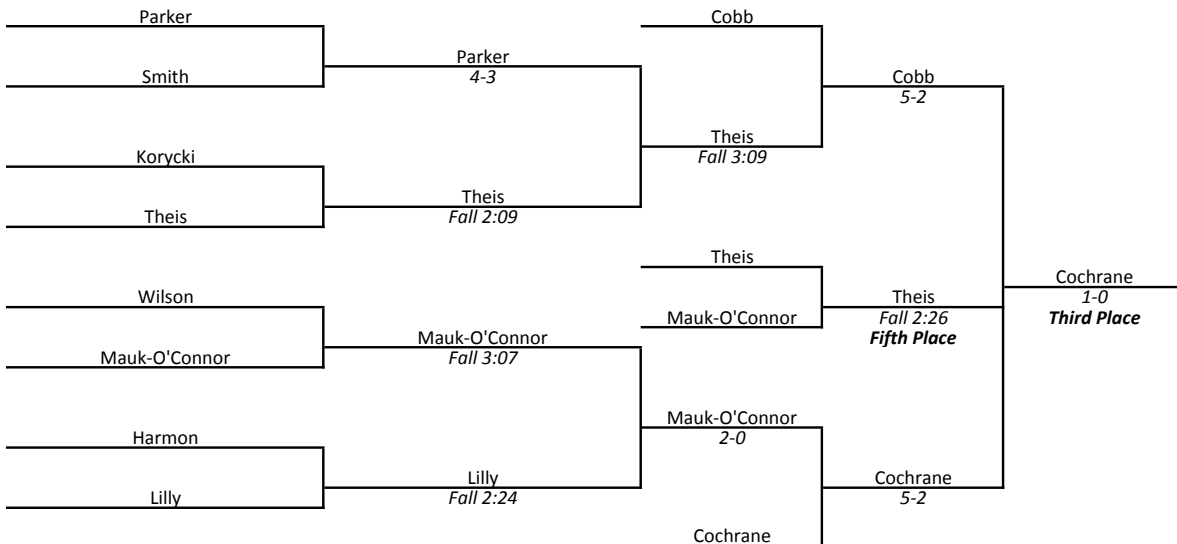 Parker
Cobb
Parker
4-3
Smith
Cobb
5-2
Theis
Fall 3:09
Korycki
Theis
Fall 2:09
Theis
Theis
Cochrane
1-0
Third Place
Wilson
Theis
Fall 2:26
Fifth Place
Mauk-O'Connor
Mauk-O'Connor
Fall 3:07
Mauk-O'Connor
Mauk-O'Connor
2-0
Harmon
Lilly
Fall 2:24
Cochrane
5-2
Lilly
Cochrane